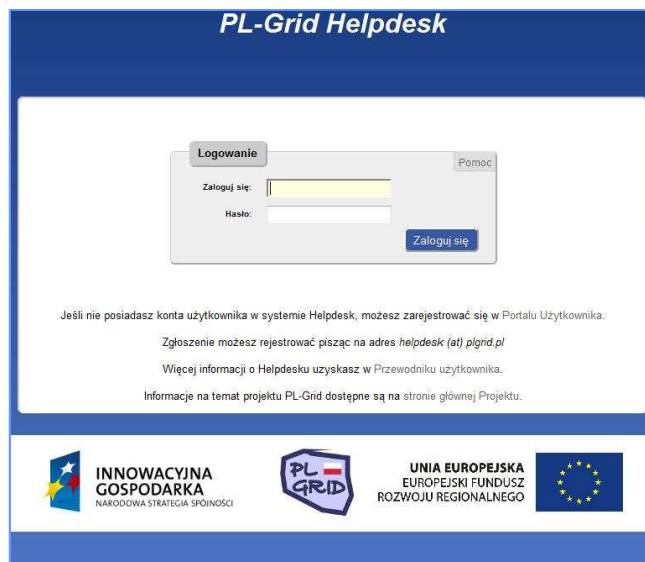 PL-Grid Helpdesk
Logowanie
Pomoc
Zaloguj się:
Hasło:
Zaloguj się
Jeśli nie posiadasz konta użytkownika w systemie Helpdesk, możesz zarejestrować się w Portalu Użytkownika.
Zgłoszenie możesz rejestrować pisząc na adres helpdesk (at) plgrid.pl
Więcej informacji o Helpdesku uzyskasz w Przewodniku użytkownika.
Informacje na temat projektu PL-Grid dostępne są na stronie głównej Projektu.
INNOWACYJNA
GOSPODARKA
NARODOWA STRATEGIA SPÓJNOŚCI
PL
GRID
UNIA EUROPEJSKA
EUROPEJSKI FUNDUSZ
ROZWOJU REGIONALNEGO